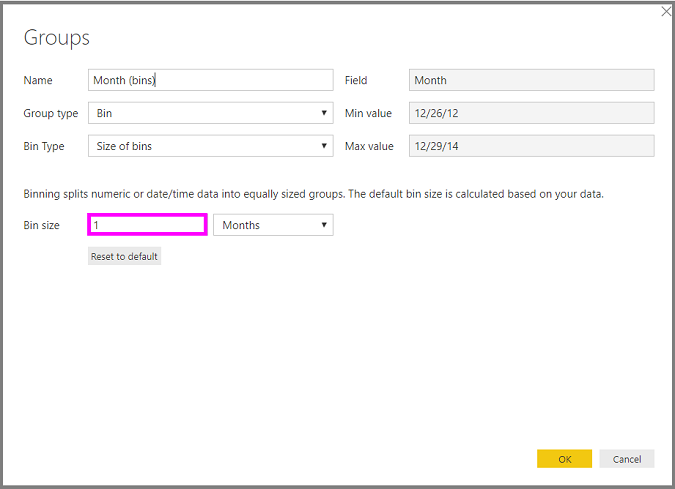 Groups
Name Month (bins) Field Month
Group type Bin Min value 12/26/12
Bin Type Size of bins Max value 12/29/14
Binning splits numeric or date/time data into equally sized groups. The default bin size is calculated based on your data.
Bin size 1 Months
Reset to default
OK Cancel